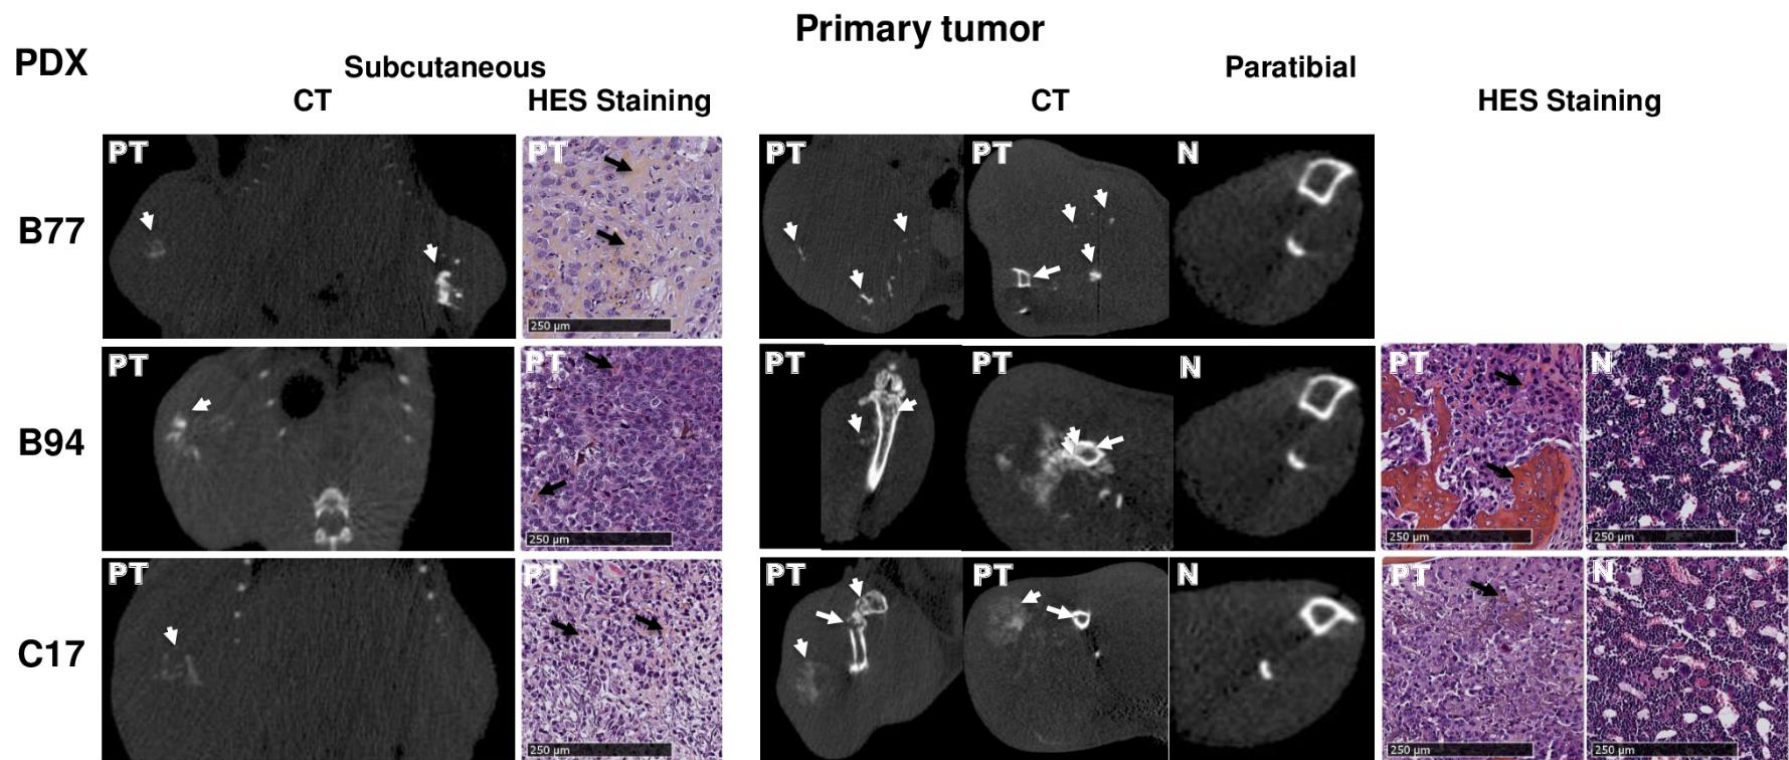 Primary tumor
PDX
Subcutaneous
Paratibial
CT
HES Staining
CT
HES Staining
B77
PT
PT
250 µm
PT
PT
N
B94
PT
PT
250 µm
PT
PT
N
PT
250 µm
N
250 µm
C17
PT
PT
250 µm
PT
PT
N
PT
250 µm
N
250 µm